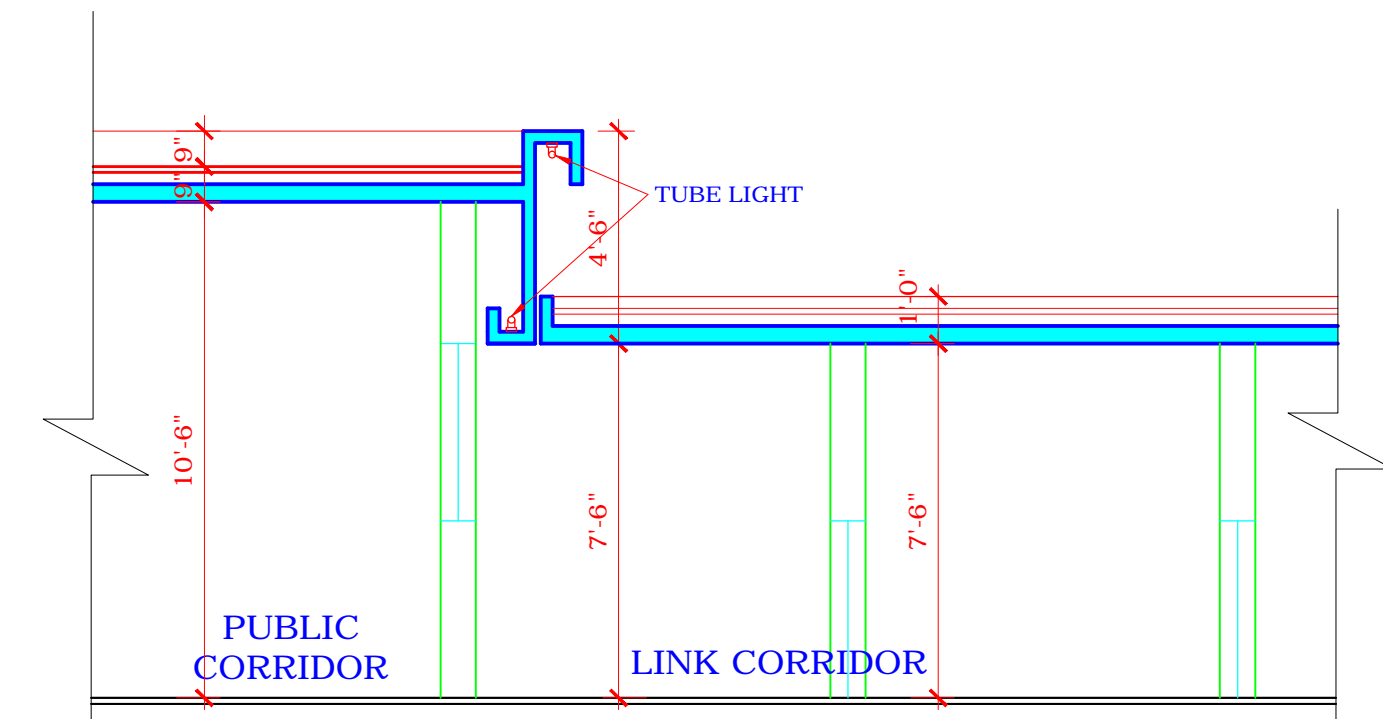 9"
9"
TUBE LIGHT
4'-6"
1'-0"
10'-6"
7'-6"
7'-6"
PUBLIC
CORRIDOR
LINK CORRIDOR